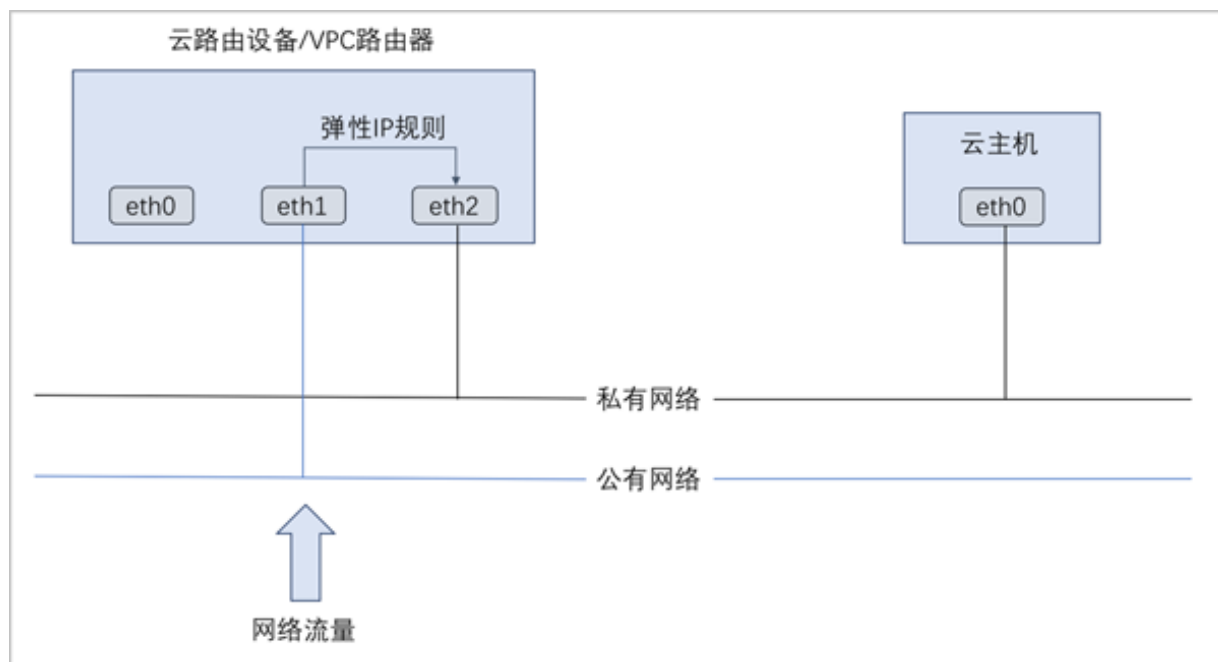 云路由设备/VPC路由器
弹性IP规则
eth0
eth1
eth2
云主机
eth0
私有网络
公有网络
网络流量